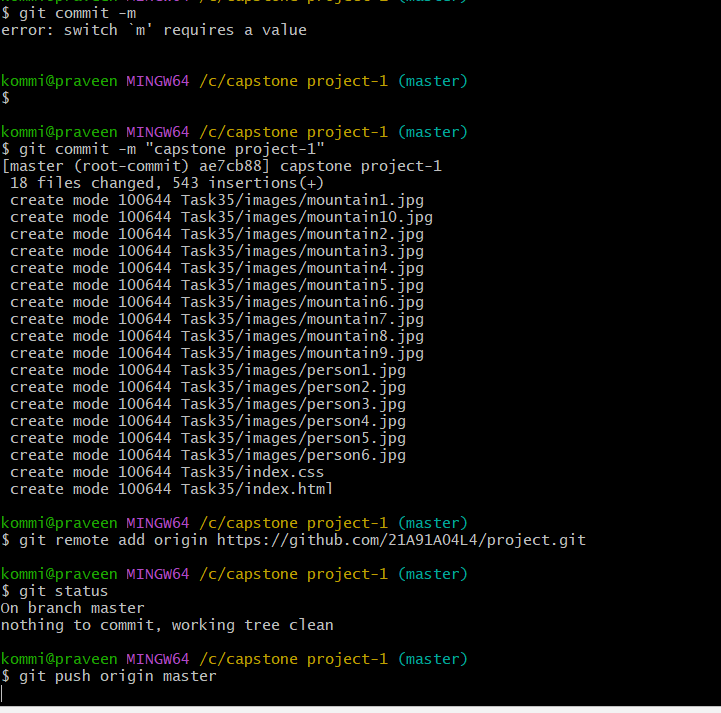 $ git commit -m
error: switch `m' requires a value
kommi@praveen MINGW64 /c/capstone project-1 (master)
$
kommi@praveen MINGW64 /c/capstone project-1 (master)
$ git commit -m "capstone project-1"
[master (root-commit) ae7cb88] capstone project-1
 18 files changed, 543 insertions(+)
 create mode 100644 Task35/images/mountain1.jpg
 create mode 100644 Task35/images/mountain10.jpg
 create mode 100644 Task35/images/mountain2.jpg
 create mode 100644 Task35/images/mountain3.jpg
 create mode 100644 Task35/images/mountain4.jpg
 create mode 100644 Task35/images/mountain5.jpg
 create mode 100644 Task35/images/mountain6.jpg
 create mode 100644 Task35/images/mountain7.jpg
 create mode 100644 Task35/images/mountain8.jpg
 create mode 100644 Task35/images/mountain9.jpg
 create mode 100644 Task35/images/person1.jpg
 create mode 100644 Task35/images/person2.jpg
 create mode 100644 Task35/images/person3.jpg
 create mode 100644 Task35/images/person4.jpg
 create mode 100644 Task35/images/person5.jpg
 create mode 100644 Task35/images/person6.jpg
 create mode 100644 Task35/index.css
 create mode 100644 Task35/index.html
kommi@praveen MINGW64 /c/capstone project-1 (master)
$ git remote add origin https://github.com/21A91A04L4/project.git
kommi@praveen MINGW64 /c/capstone project-1 (master)
$ git status
On branch master
nothing to commit, working tree clean
kommi@praveen MINGW64 /c/capstone project-1 (master)
$ git push origin master